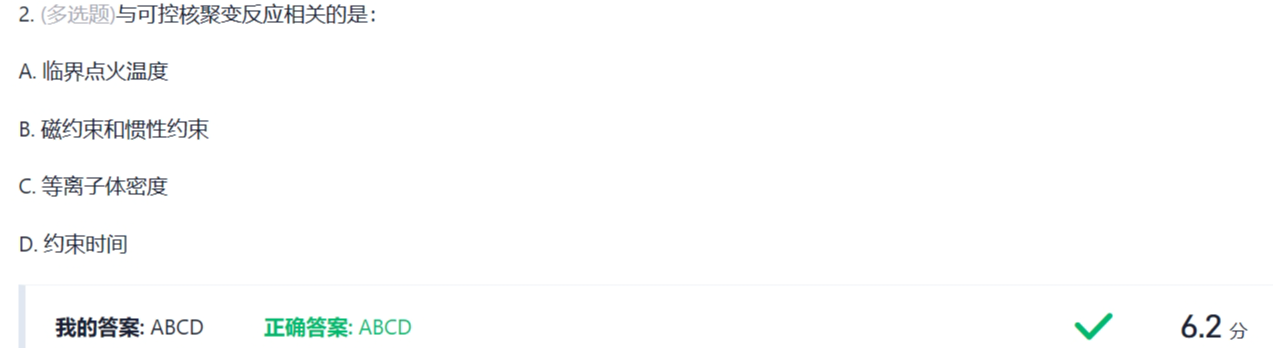 2. (多选题)与可控核聚变反应相关的是：
A. 临界点火温度
B. 磁约束和惯性约束
C. 等离子体密度
D. 约束时间
我的答案: ABCD 正确答案: ABCD 6.2 分